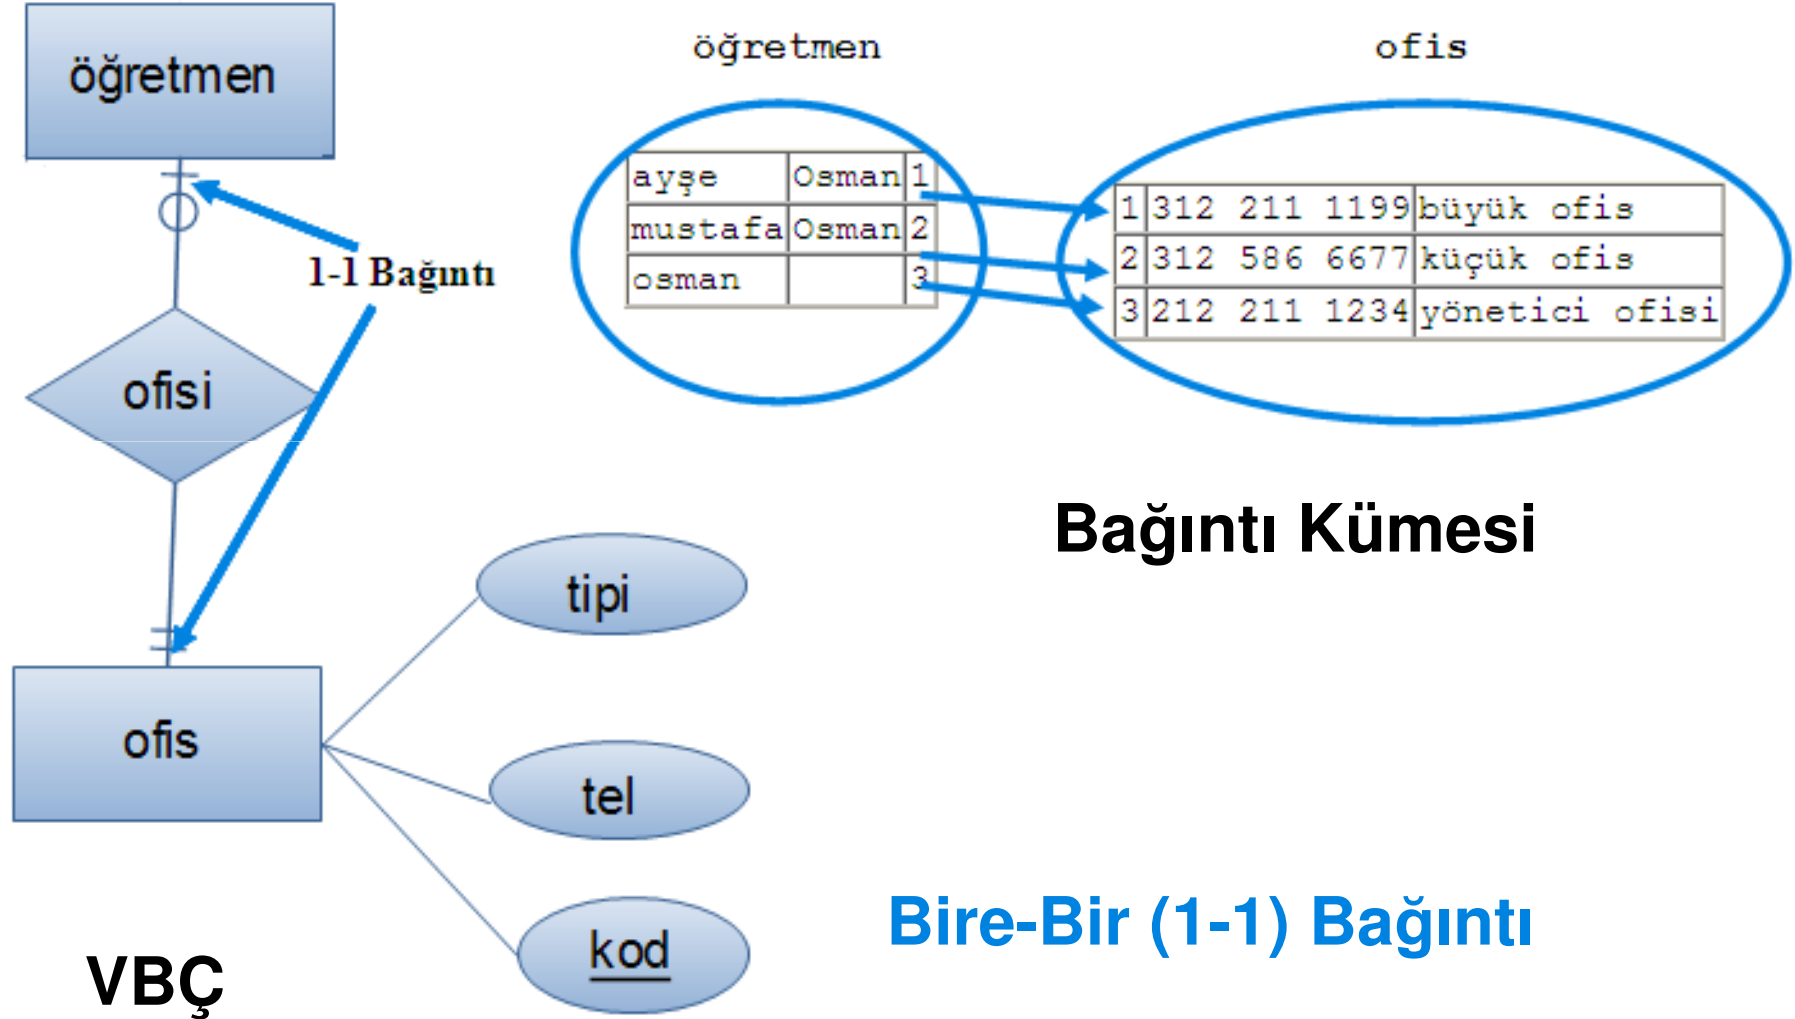 öğretmen
1-1 Bağıntı
ofisi
ofis
tipi
tel
kod
VBÇ
öğretmen
ayşe Osman 1
mustafa Osman 2
osman 3
ofis
1 312 211 1199 büyük ofis
2 312 586 6677 küçük ofis
3 212 211 1234 yönetici ofisi
Bağıntı Kümesi
Bire-Bir (1-1) Bağıntı